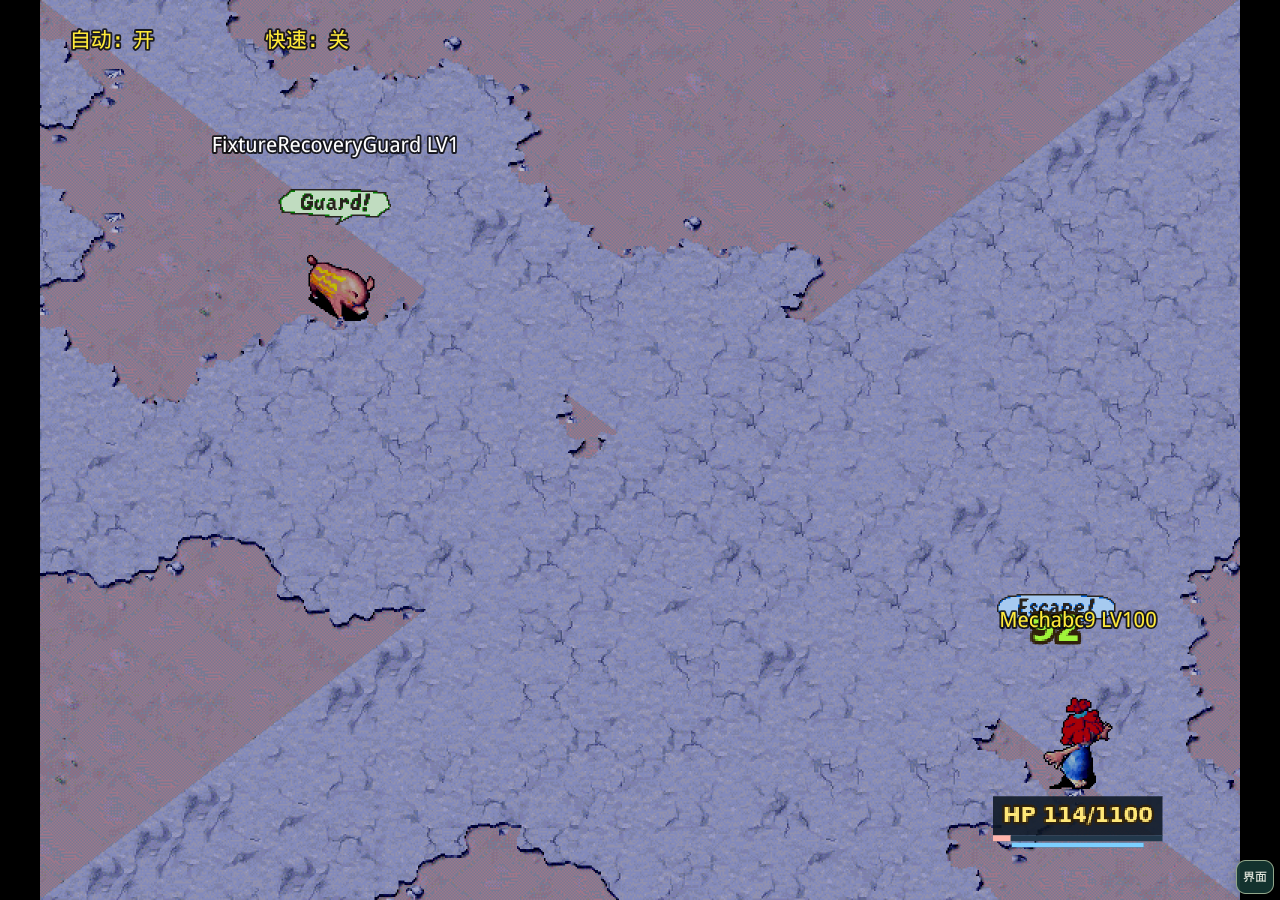 自动：开
快速：关
FixtureRecoveryGuard LV1
Guard!
Escape!
Mechabc9 LV100
HP 114/1100
界面